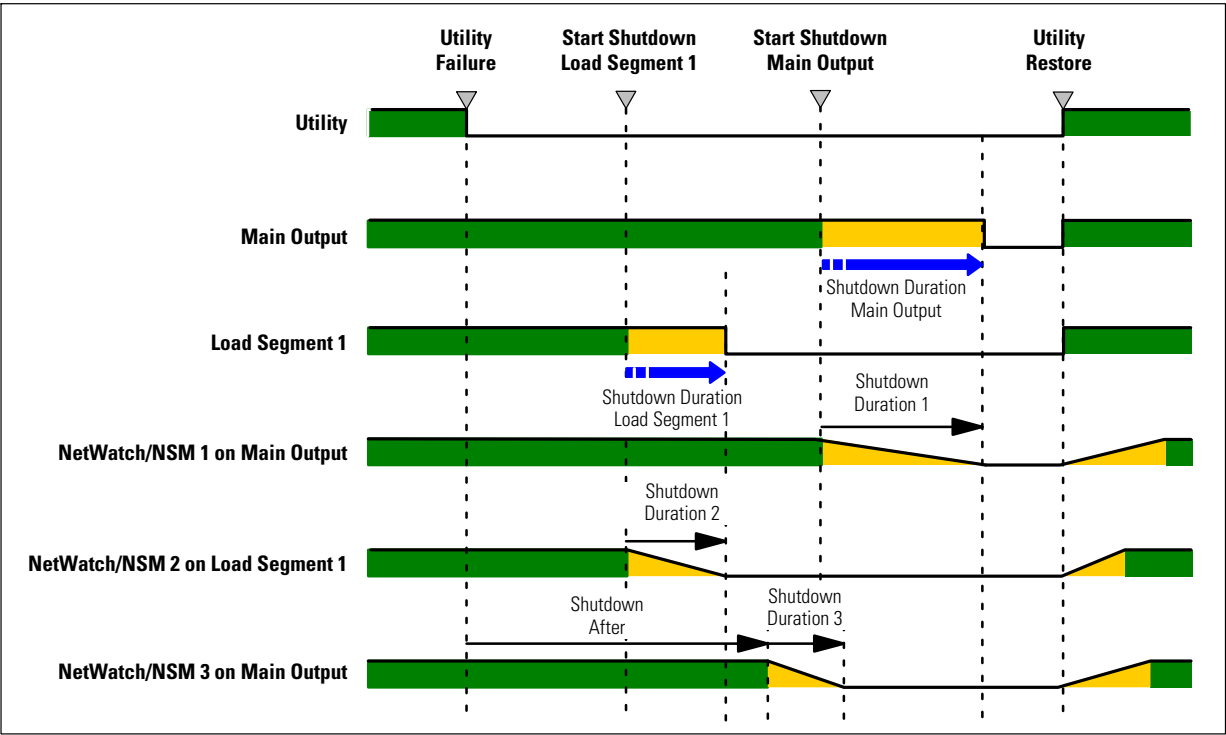 Utility
Failure
Start Shutdown
Load Segment 1
Start Shutdown
Main Output
Utility
Restore
Utility
Main Output
Shutdown Duration
Main Output
Load Segment 1
Shutdown Duration
Load Segment 1
Shutdown
Duration 1
NetWatch/NSM 1 on Main Output
Shutdown
Duration 2
NetWatch/NSM 2 on Load Segment 1
Shutdown
After
Shutdown
Duration 3
NetWatch/NSM 3 on Main Output